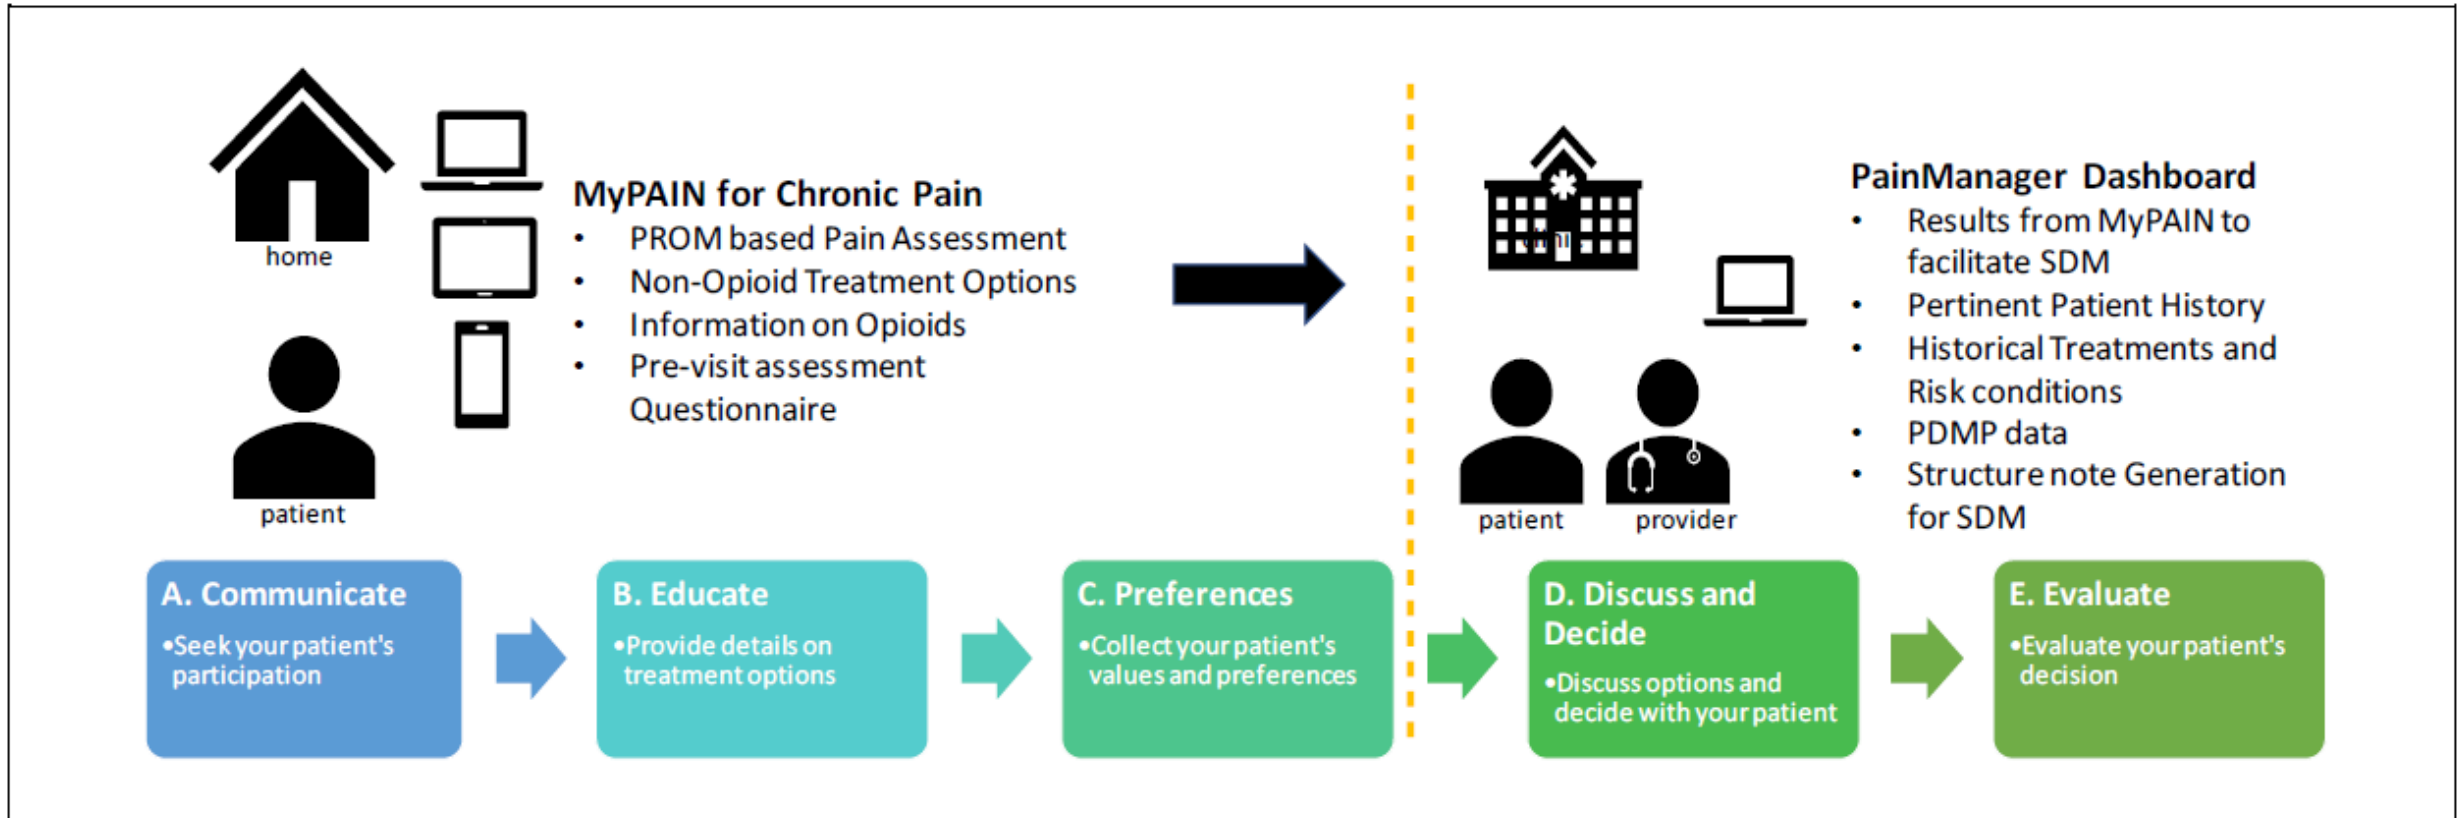 home
patient
MyPAIN for Chronic Pain
• PROM based Pain Assessment
• Non-Opioid Treatment Options
• Information on Opioids
• Pre-visit assessment
Questionnaire
patient
provider
PainManager Dashboard
• Results from MyPAIN to
facilitate SDM
• Pertinent Patient History
• Historical Treatments and
Risk conditions
• PDMP data
• Structure note Generation
for SDM
A. Communicate
•Seek your patient's
participation
B. Educate
•Provide details on
treatment options
C. Preferences
•Collect your patient's
values and preferences
D. Discuss and
Decide
•Discuss options and
decide with your patient
E. Evaluate
•Evaluate your patient's
decision